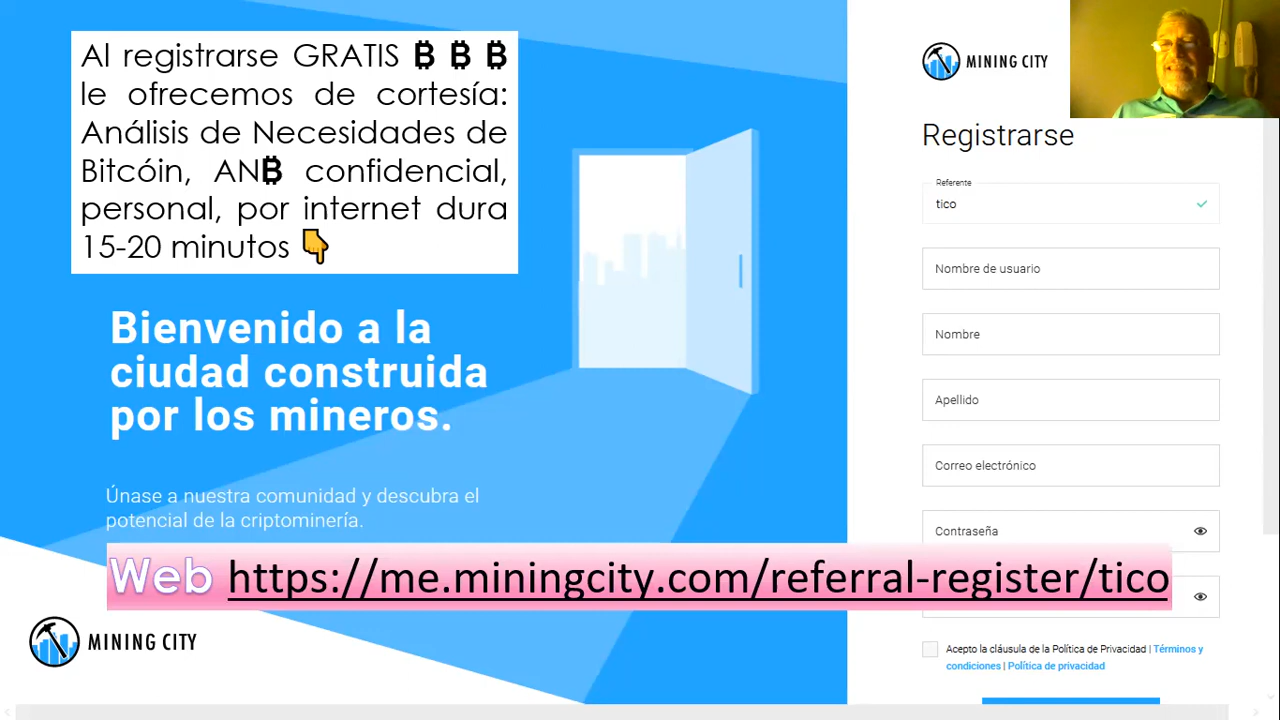 Al registrarse GRATIS ₿ ₿ ₿
le ofrecemos de cortesía:
Análisis de Necesidades de
Bitcóin, AN₿ confidencial,
personal, por internet dura
15-20 minutos 👇
Bienvenido a la
ciudad construida
por los mineros.
Únase a nuestra comunidad y descubra el
potencial de la criptominería.
Web https://me.miningcity.com/referral-register/tico
MINING CITY
MINING CITY
Registrarse
Referente
tico
Nombre de usuario
Nombre
Apellido
Correo electrónico
Contraseña
Acepto la cláusula de la Política de Privacidad | Términos y
condiciones | Política de privacidad